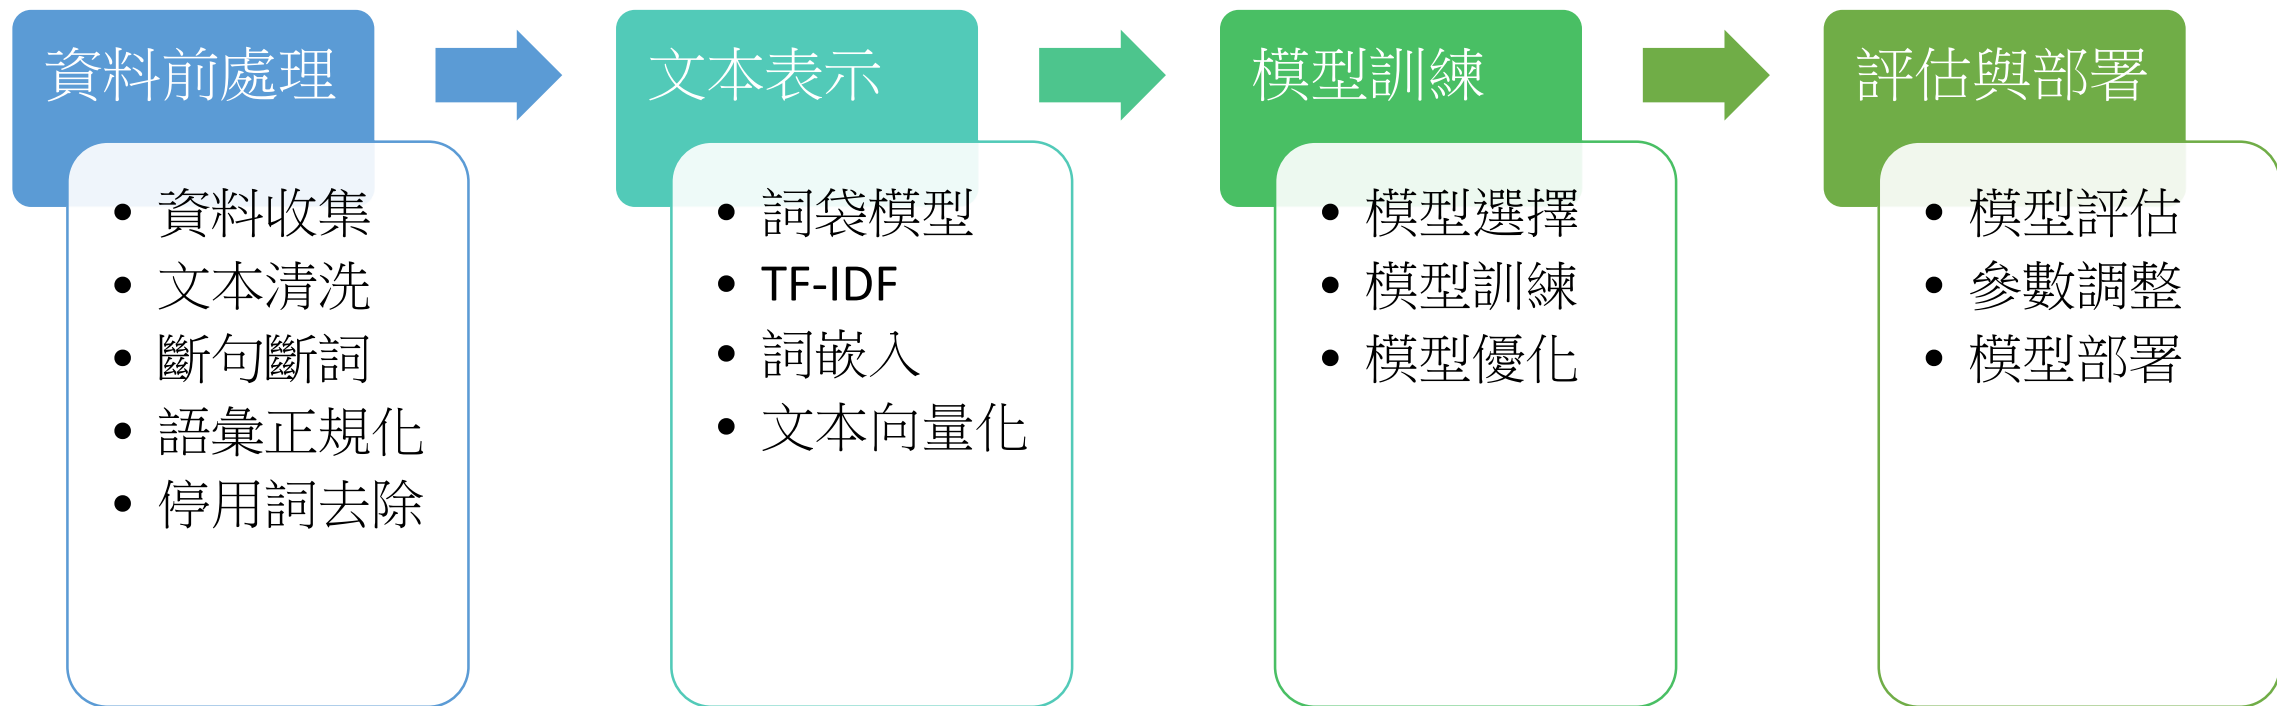 資料前處理
資料收集
文本清洗
斷句斷詞
語彙正規化
停用詞去除
文本表示
詞袋模型
TF-IDF
詞嵌入
文本向量化
模型訓練
模型選擇
模型訓練
模型優化
評估與部署
模型評估
參數調整
模型部署